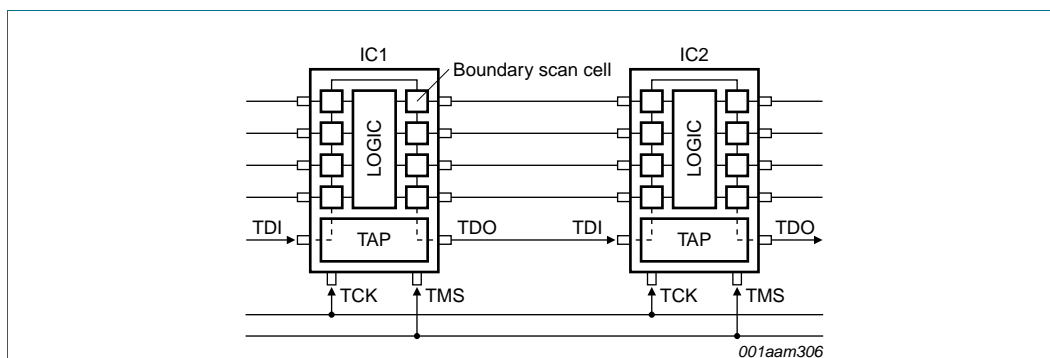 IC1
IC2
Boundary scan cell
LOGIC
LOGIC
TDI
TAP
TDO
TDI
TAP
TDO
TCK
TMS
TCK
TMS
001aam306